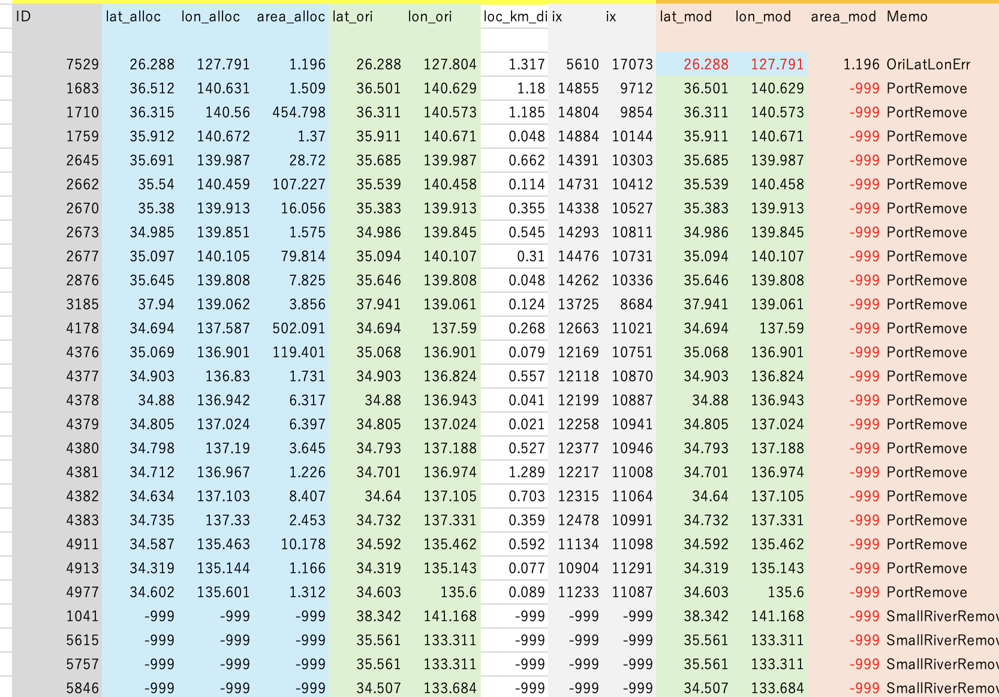 ID lat_alloc lon_alloc area_alloc lat_ori lon_ori loc_km_di ix ix lat_mod lon_mod area_mod Memo
7529 26.288 127.791 1.196 26.288 127.804 1.317 5610 17073 26.288 127.791 1.196 OriLatLonErr
1683 36.512 140.631 1.509 36.501 140.629 1.18 14855 9712 36.501 140.629 -999 PortRemove
1710 36.315 140.56 454.798 36.311 140.573 1.185 14804 9854 36.311 140.573 -999 PortRemove
1759 35.912 140.672 1.37 35.911 140.671 0.048 14884 10144 35.911 140.671 -999 PortRemove
2645 35.691 139.987 28.72 35.685 139.987 0.662 14391 10303 35.685 139.987 -999 PortRemove
2662 35.54 140.459 107.227 35.539 140.458 0.114 14731 10412 35.539 140.458 -999 PortRemove
2670 35.38 139.913 16.056 35.383 139.913 0.355 14338 10527 35.383 139.913 -999 PortRemove
2673 34.985 139.851 1.575 34.986 139.845 0.545 14293 10811 34.986 139.845 -999 PortRemove
2677 35.097 140.105 79.814 35.094 140.107 0.31 14476 10731 35.094 140.107 -999 PortRemove
2876 35.645 139.808 7.825 35.646 139.808 0.048 14262 10336 35.646 139.808 -999 PortRemove
3185 37.94 139.062 3.856 37.941 139.061 0.124 13725 8684 37.941 139.061 -999 PortRemove
4178 34.694 137.587 502.091 34.694 137.59 0.268 12663 11021 34.694 137.59 -999 PortRemove
4376 35.069 136.901 119.401 35.068 136.901 0.079 12169 10751 35.068 136.901 -999 PortRemove
4377 34.903 136.83 1.731 34.903 136.824 0.557 12118 10870 34.903 136.824 -999 PortRemove
4378 34.88 136.942 6.317 34.88 136.943 0.041 12199 10887 34.88 136.943 -999 PortRemove
4379 34.805 137.024 6.397 34.805 137.024 0.021 12258 10941 34.805 137.024 -999 PortRemove
4380 34.798 137.19 3.645 34.793 137.188 0.527 12377 10946 34.793 137.188 -999 PortRemove
4381 34.712 136.967 1.226 34.701 136.974 1.289 12217 11008 34.701 136.974 -999 PortRemove
4382 34.634 137.103 8.407 34.64 137.105 0.703 12315 11064 34.64 137.105 -999 PortRemove
4383 34.735 137.33 2.453 34.732 137.331 0.359 12478 10991 34.732 137.331 -999 PortRemove
4911 34.587 135.463 10.178 34.592 135.462 0.592 11134 11098 34.592 135.462 -999 PortRemove
4913 34.319 135.144 1.166 34.319 135.143 0.077 10904 11291 34.319 135.143 -999 PortRemove
4977 34.602 135.601 1.312 34.603 135.6 0.089 11233 11087 34.603 135.6 -999 PortRemove
1041 -999 -999 -999 38.342 141.168 -999 -999 -999 38.342 141.168 -999 SmallRiverRemov
5615 -999 -999 -999 35.561 133.311 -999 -999 -999 35.561 133.311 -999 SmallRiverRemov
5757 -999 -999 -999 35.561 133.311 -999 -999 -999 35.561 133.311 -999 SmallRiverRemov
5846 -999 -999 -999 34.507 133.684 -999 -999 -999 34.507 133.684 -999 SmallRiverRemov